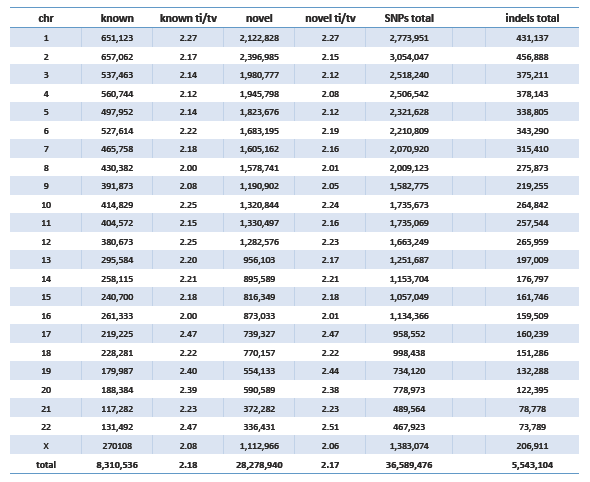 chr known known ti/tv novel novel ti/tv SNPs total indels total
1 651,123 2.27 2,122,828 2.27 2,773,951 431,137
2 657,062 2.17 2,396,985 2.15 3,054,047 456,888
3 537,463 2.14 1,980,777 2.12 2,518,240 375,211
4 560,744 2.12 1,945,798 2.08 2,506,542 378,143
5 497,952 2.14 1,823,676 2.12 2,321,628 338,805
6 527,614 2.22 1,683,195 2.19 2,210,809 343,290
7 465,758 2.18 1,605,162 2.16 2,070,920 315,410
8 430,382 2.00 1,578,741 2.01 2,009,123 275,873
9 391,873 2.08 1,190,902 2.05 1,582,775 219,255
10 414,829 2.25 1,320,844 2.24 1,735,673 264,842
11 404,572 2.15 1,330,497 2.16 1,735,069 257,544
12 380,673 2.25 1,282,576 2.23 1,663,249 265,959
13 295,584 2.20 956,103 2.17 1,251,687 197,009
14 258,115 2.21 895,589 2.21 1,153,704 176,797
15 240,700 2.18 816,349 2.18 1,057,049 161,746
16 261,333 2.00 873,033 2.01 1,134,366 159,509
17 219,225 2.47 739,327 2.47 958,552 160,239
18 228,281 2.22 770,157 2.22 998,438 151,286
19 179,987 2.40 554,133 2.44 734,120 132,288
20 188,384 2.39 590,589 2.38 778,973 122,395
21 117,282 2.23 372,282 2.23 489,564 78,778
22 131,492 2.47 336,431 2.51 467,923 73,789
X 270108 2.08 1,112,966 2.06 1,383,074 206,911
total 8,310,536 2.18 28,278,940 2.17 36,589,476 5,543,104